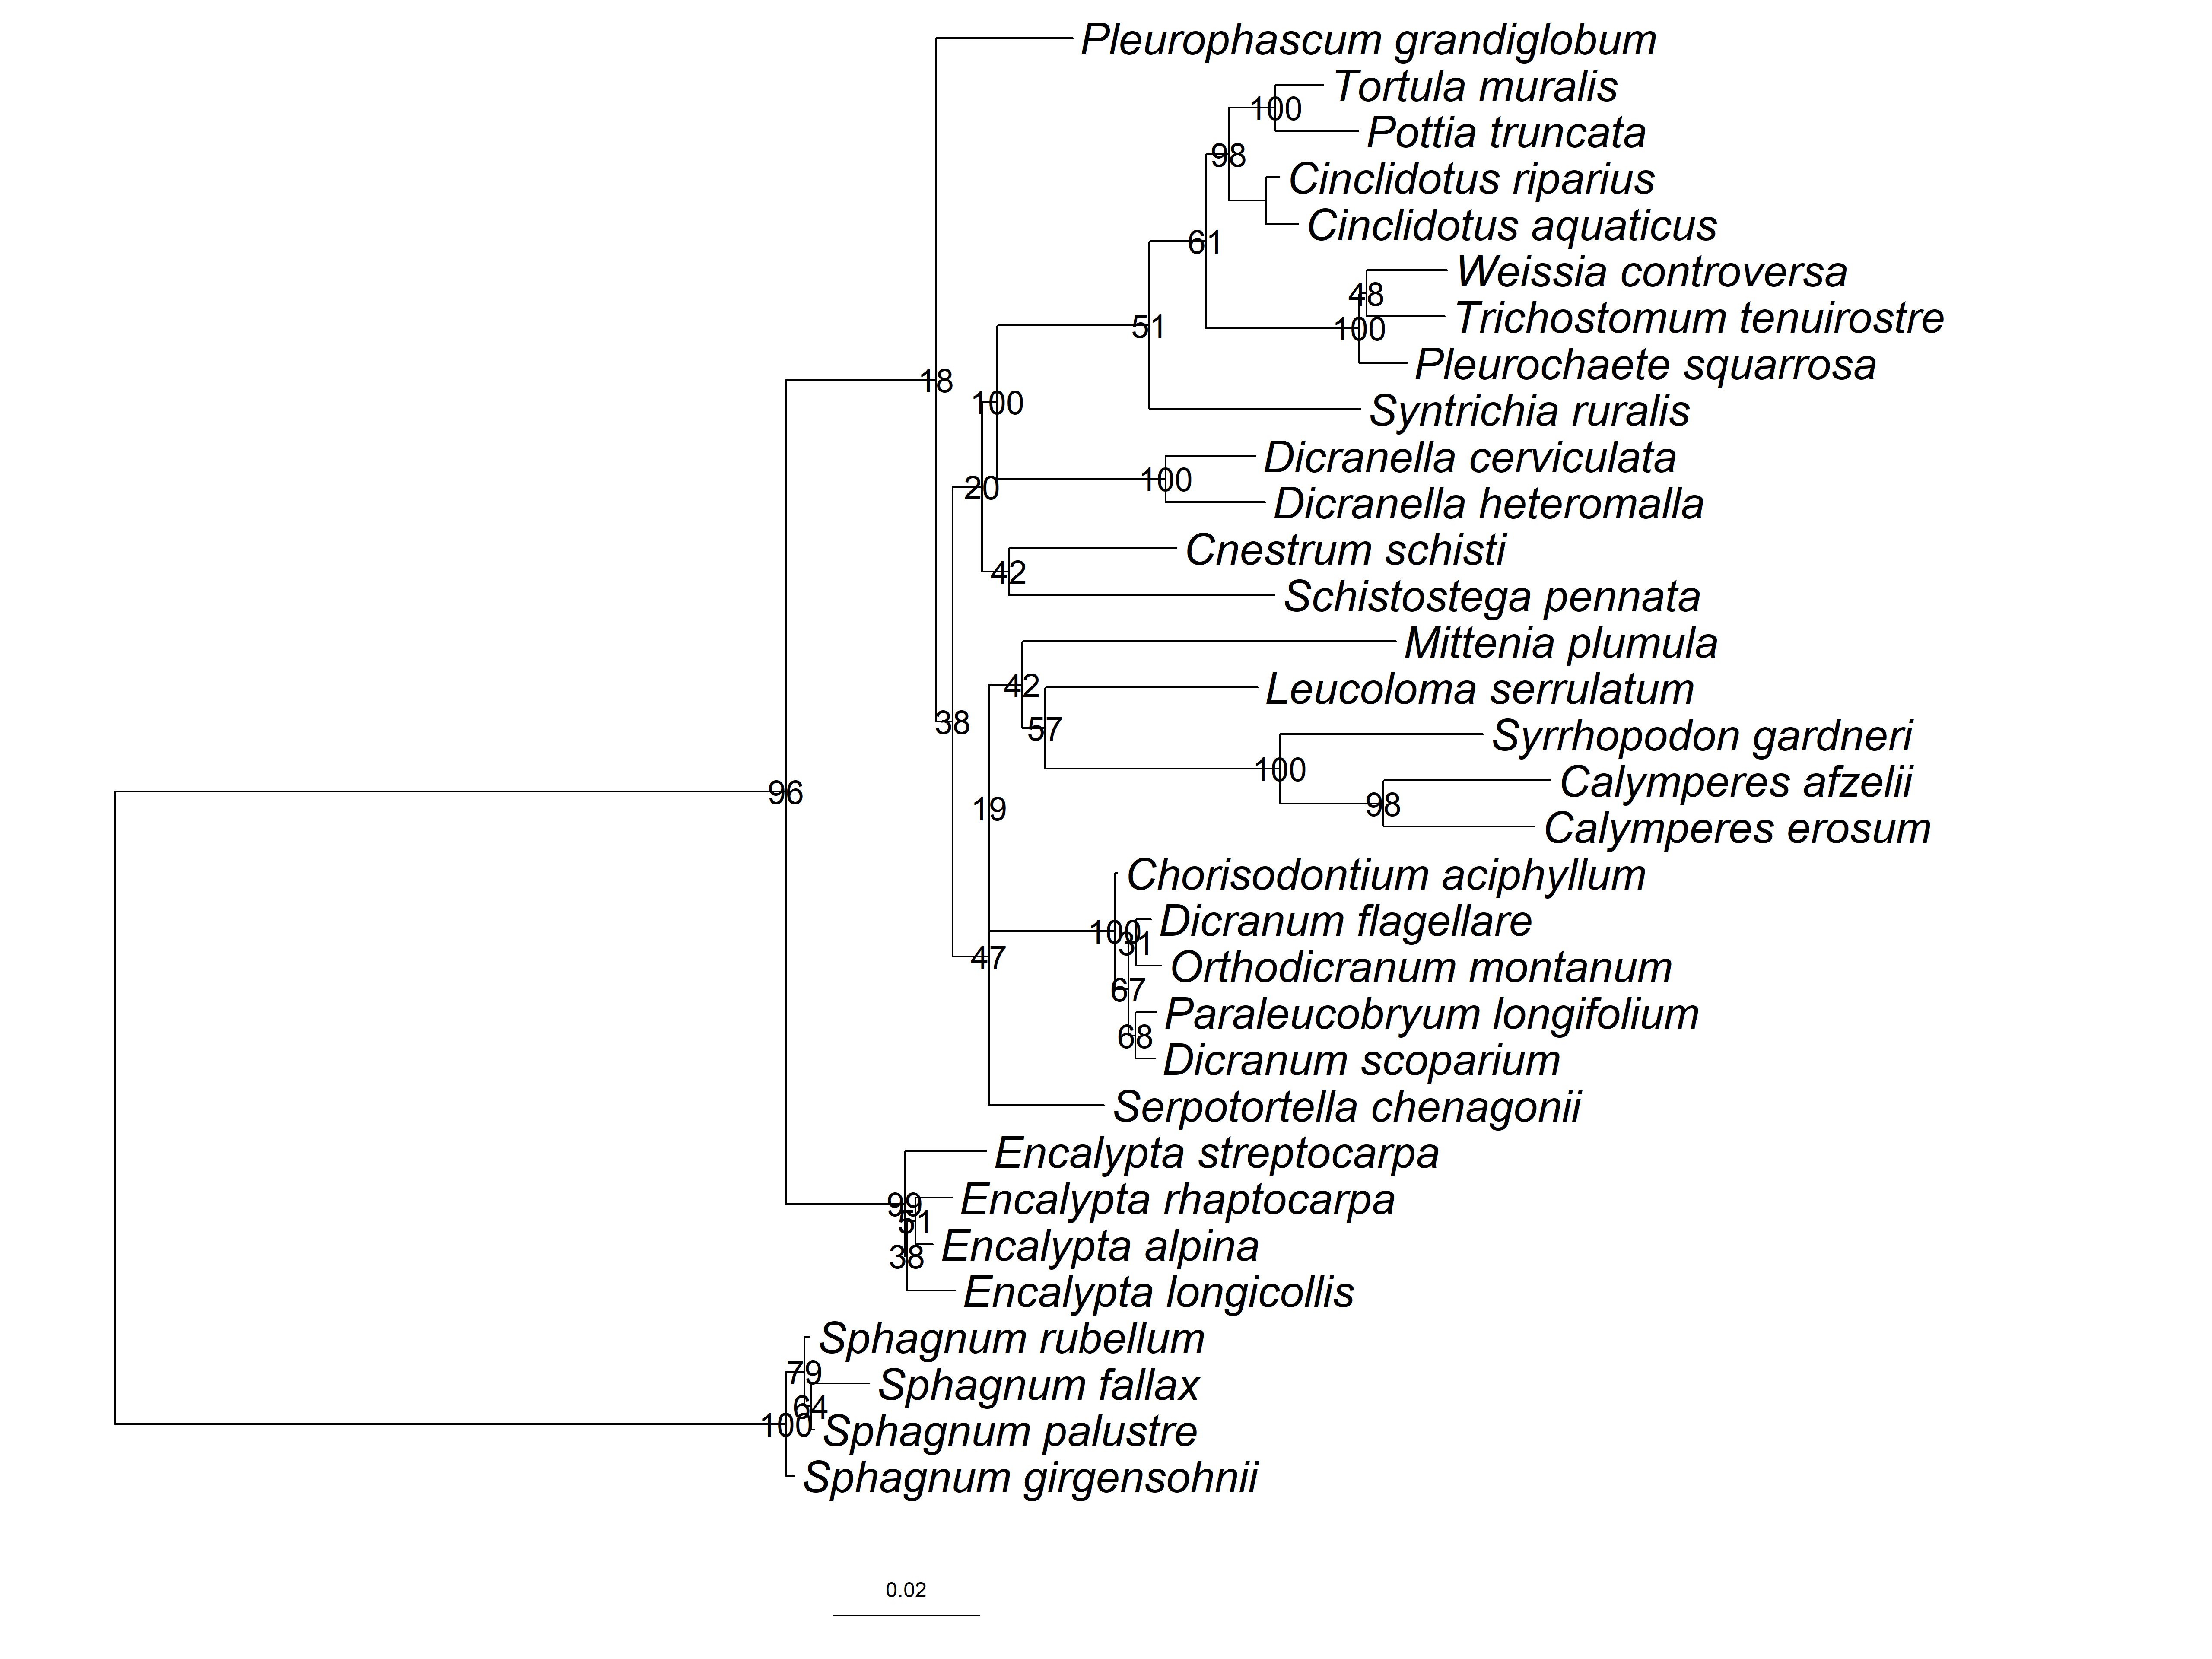 Pleurophascum grandiglobum
Tortula muralis
100
Pottia truncata
98
Cinclidotus riparius
Cinclidotus aquaticus
61
Weissia controversa
48
Trichostomum tenuirostre
51
100
Pleurochaete squarrosa
18
100
Syntrichia ruralis
Dicranella cerviculata
100
20
Dicranella heteromalla
Cnestrum schisti
42
Schistostega pennata
Mittenia plumula
42
Leucoloma serrulatum
38
57
Syrrhopodon gardneri
100
Calymperes afzelii
96
98
19
Calymperes erosum
Chorisodontium aciphyllum
Dicranum flagellare
100
31
47
Orthodicranum montanum
67
Paraleucobryum longifolium
68
Dicranum scoparium
Serpotortella chenagonii
Encalypta streptocarpa
Encalypta rhaptocarpa
99
51
Encalypta alpina
38
Encalypta longicollis
Sphagnum rubellum
79
Sphagnum fallax
64
100
Sphagnum palustre
Sphagnum girgensohnii
0.02